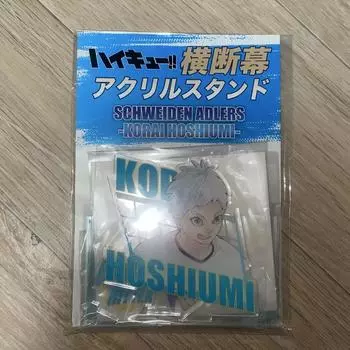 ハイキュー!! 横断幕
アクリルスタンド
SCHWEIDEN ADLERS
-KORAI HOSHIUMI-
KORA
HOSHIUMI